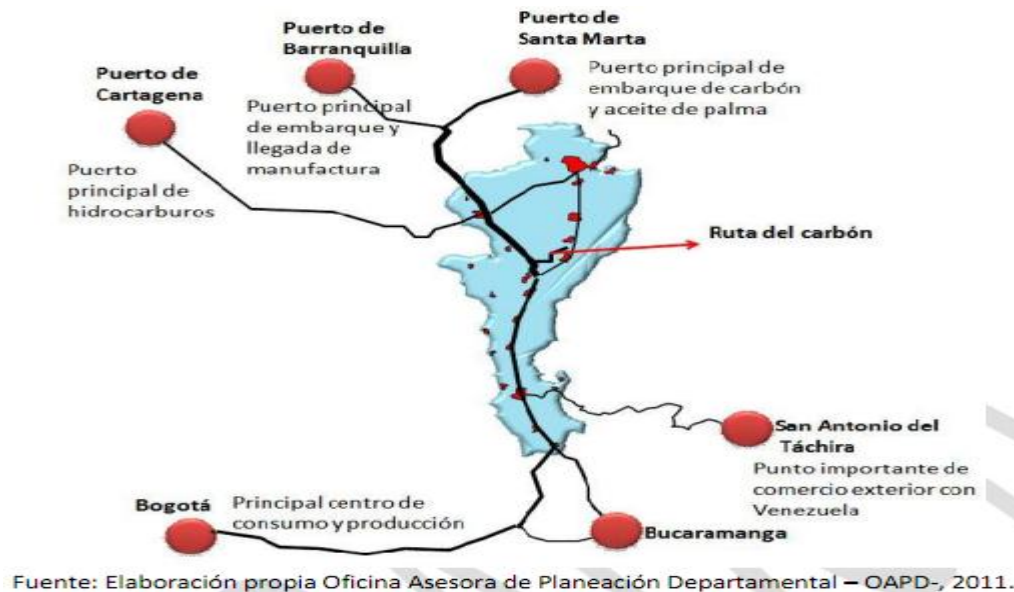 Puerto de
Barranquilla
Puerto principal
de embarque y
llegada de
manufactura
Puerto de
Santa Marta
Puerto principal de
embarque de carbón
y aceite de palma
Puerto de
Cartagena
Puerto
principal de
hidrocarburos
Ruta del carbón
San Antonio del
Táchira
Punto importante de
comercio exterior con
Venezuela
Bogotá
Principal centro de
consumo y producción
Bucaramanga
Fuente: Elaboración propia Oficina Asesora de Planeación Departamental – OAPD-, 2011.